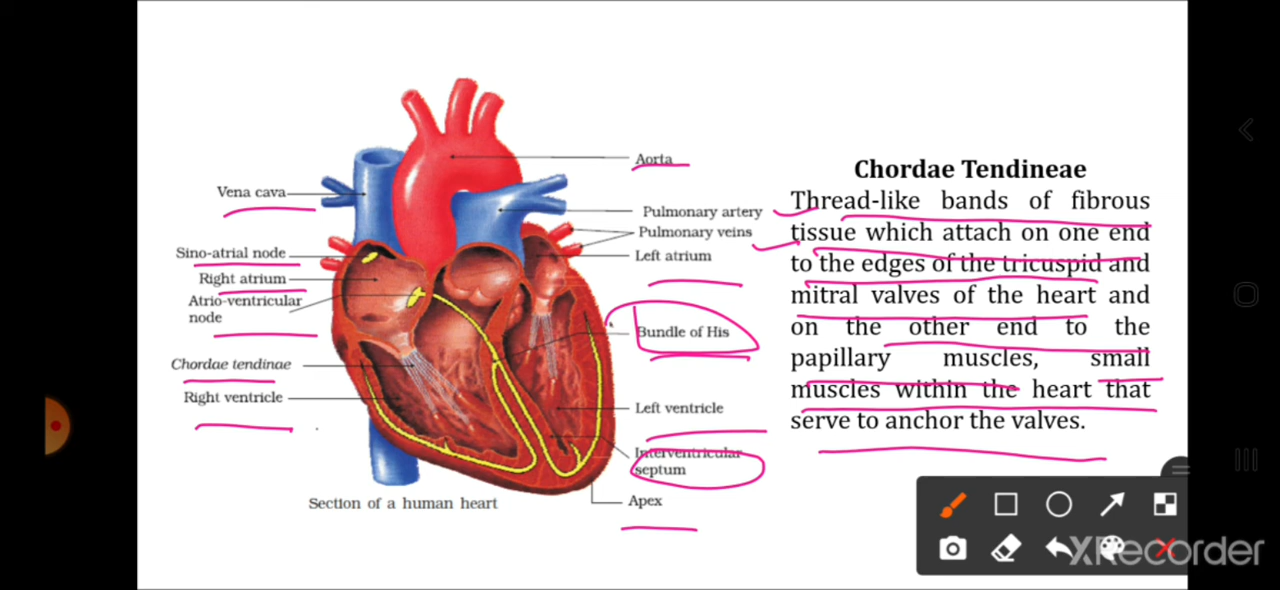 Aorta
Vena cava
Pulmonary artery
Pulmonary veins
Sino-atrial node
Left atrium
Right atrium
Atrio-ventricular
node
Bundle of His
Chordae tendinae
Right ventricle
Left ventricle
Interventricular
septum
Apex
Section of a human heart
Chordae Tendineae
Thread-like bands of fibrous
tissue which attach on one end
to the edges of the tricuspid and
mitral valves of the heart and
on the other end to the
papillary muscles, small
muscles within the heart that
serve to anchor the valves.
XRecorder